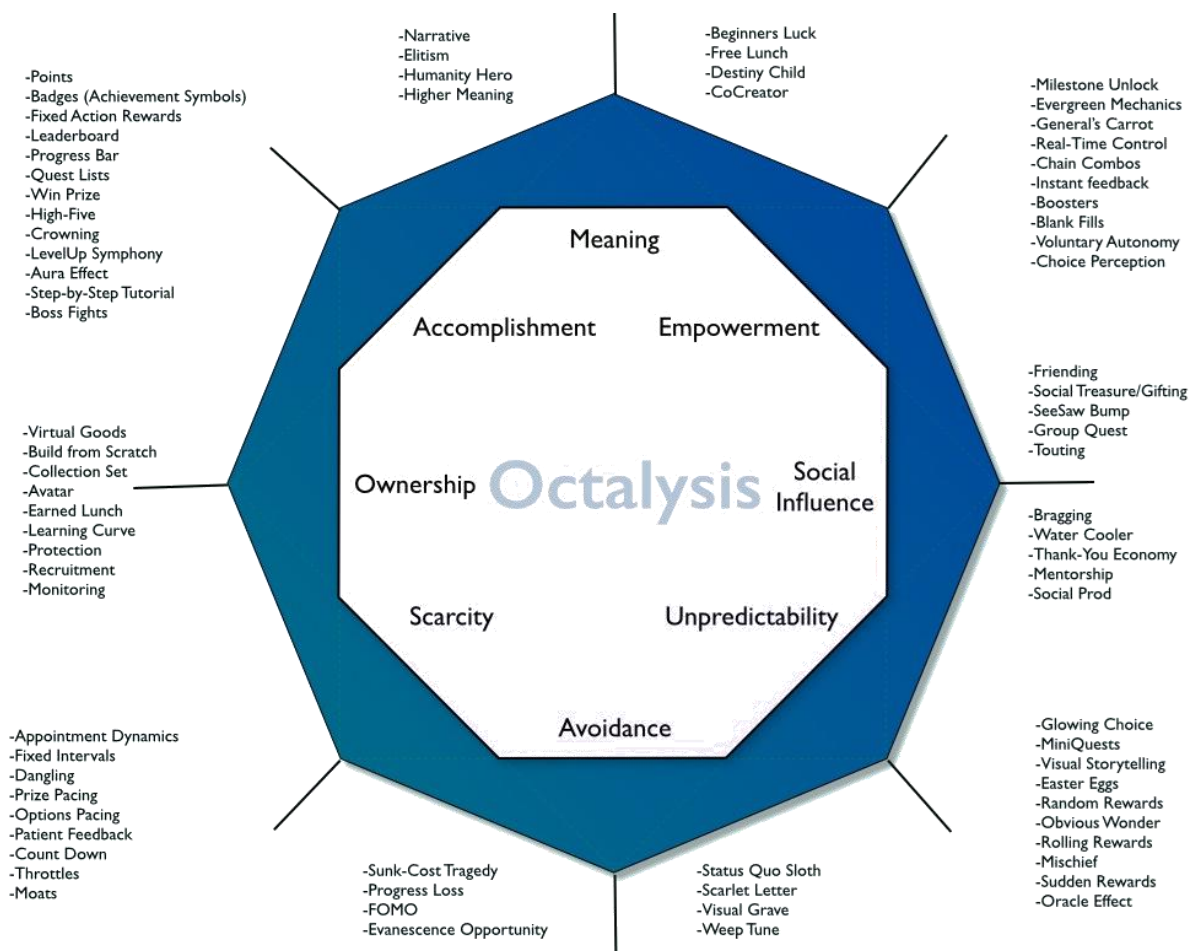 -Narrative
-Elitism
-Humanity Hero
-Higher Meaning
-Beginners Luck
-Free Lunch
-Destiny Child
-CoCreator
-Points
-Badges (Achievement Symbols)
-Fixed Action Rewards
-Leaderboard
-Progress Bar
-Quest Lists
-Win Prize
-High-Five
-Crowning
-LevelUp Symphony
-Aura Effect
-Step-by-Step Tutorial
-Boss Fights
-Milestone Unlock
-Evergreen Mechanics
-General's Carrot
-Real-Time Control
-Chain Combos
-Instant feedback
-Boosters
-Blank Fills
-Voluntary Autonomy
-Choice Perception
Meaning
Accomplishment
Empowerment
Ownership
Octalysis
Social
Influence
Scarcity
Unpredictability
Avoidance
-Virtual Goods
-Build from Scratch
-Collection Set
-Avatar
-Earned Lunch
-Learning Curve
-Protection
-Recruitment
-Monitoring
-Friending
-Social Treasure/Gifting
-SeeSaw Bump
-Group Quest
-Touting
-Bragging
-Water Cooler
-Thank-You Economy
-Mentorship
-Social Prod
-Appointment Dynamics
-Fixed Intervals
-Dangling
-Prize Pacing
-Options Pacing
-Patient Feedback
-Count Down
-Throttles
-Moats
-Sunk-Cost Tragedy
-Progress Loss
-FOMO
-Evanescence Opportunity
-Status Quo Sloth
-Scarlet Letter
-Visual Grave
-Weep Tune
-Glowing Choice
-MiniQuests
-Visual Storytelling
-Easter Eggs
-Random Rewards
-Obvious Wonder
-Rolling Rewards
-Mischief
-Sudden Rewards
-Oracle Effect